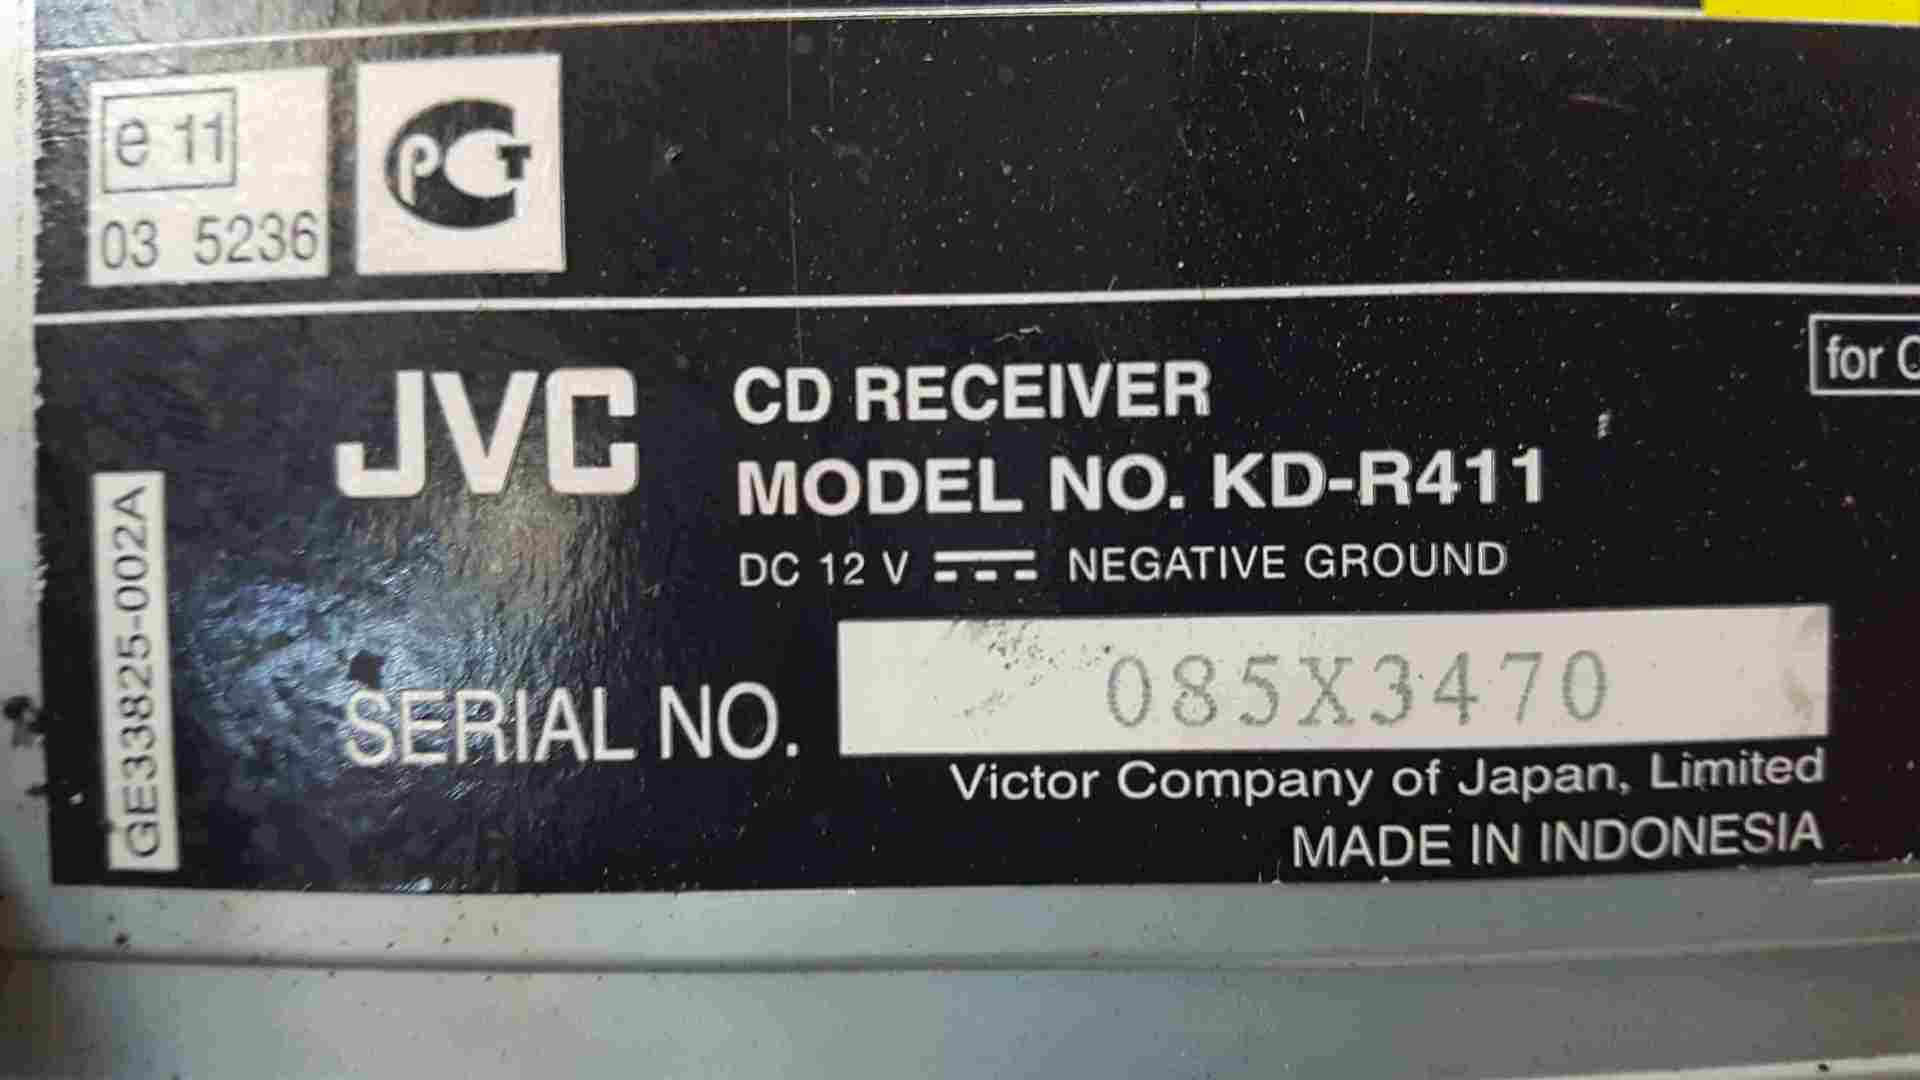 e 11
03 5236
РСТ
JVC
CD RECEIVER
MODEL NO. KD-R411
DC 12 V NEGATIVE GROUND
for
SERIAL NO. 085X3470
Victor Company of Japan, Limited
MADE IN INDONESIA
GE33825-002A